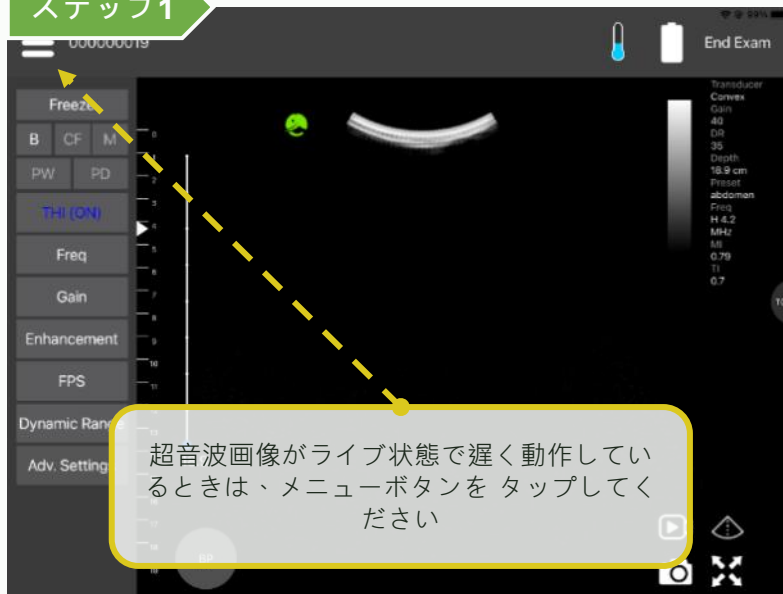 ステップ1
99%
000000019
End Exam
Freeze
B CF M
PW PD
THI (ON)
Freq
Gain
Enhancement
FPS
Dynamic Range
Adv. Settings
Transducer
Convex
Gain
40
DR
35
Depth
18.9 cm
Preset
abdomen
Freq
H 4.2
MHz
MI
0.79
TI
0.7
超音波画像がライブ状態で遅く動作してい
るときは、メニューボタンを タップしてく
ださい